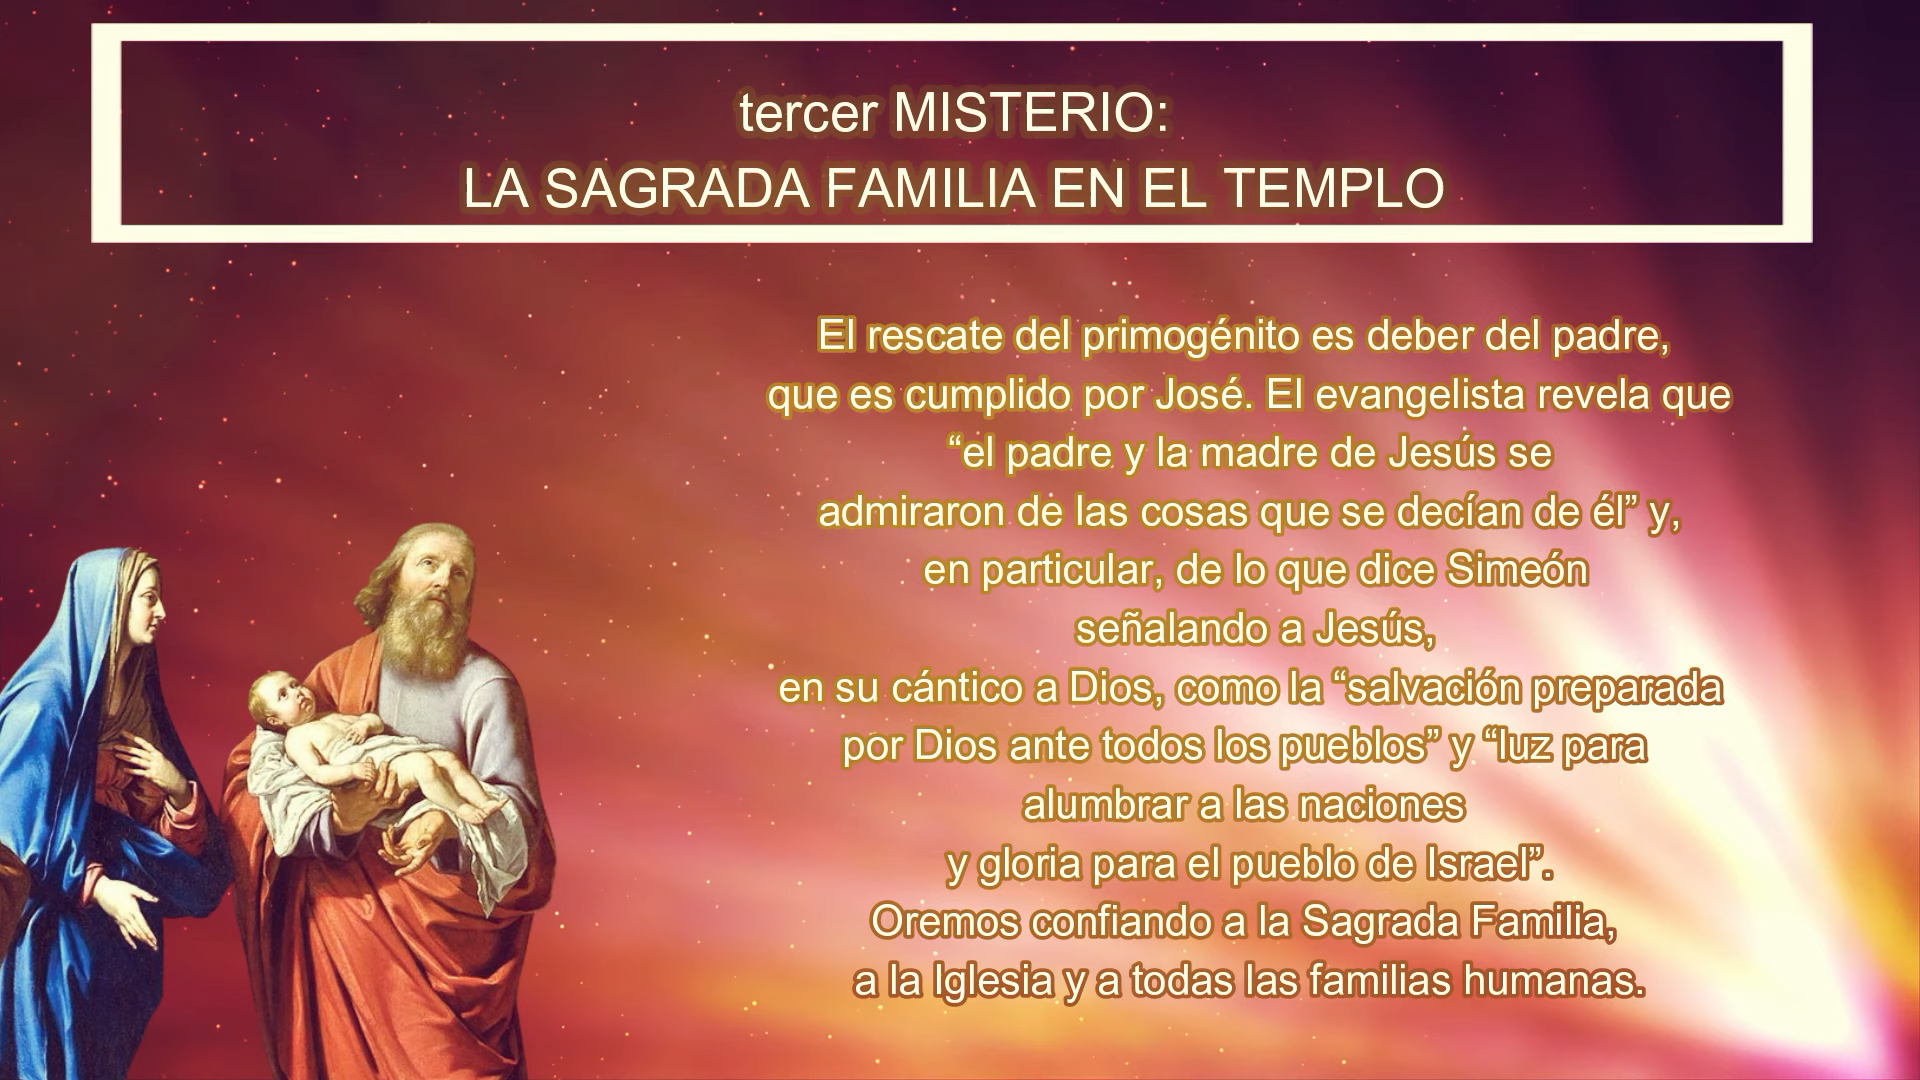 tercer MISTERIO:
LA SAGRADA FAMILIA EN EL TEMPLO
El rescate del primogénito es deber del padre,
que es cumplido por José. El evangelista revela que
“el padre y la madre de Jesús se
admiraron de las cosas que se decían de él” y,
en particular, de lo que dice Simeón
señalando a Jesús,
en su cántico a Dios, como la “salvación preparada
por Dios ante todos los pueblos” y “luz para
alumbrar a las naciones
y gloria para el pueblo de Israel”.
Oremos confiando a la Sagrada Familia,
a la Iglesia y a todas las familias humanas.